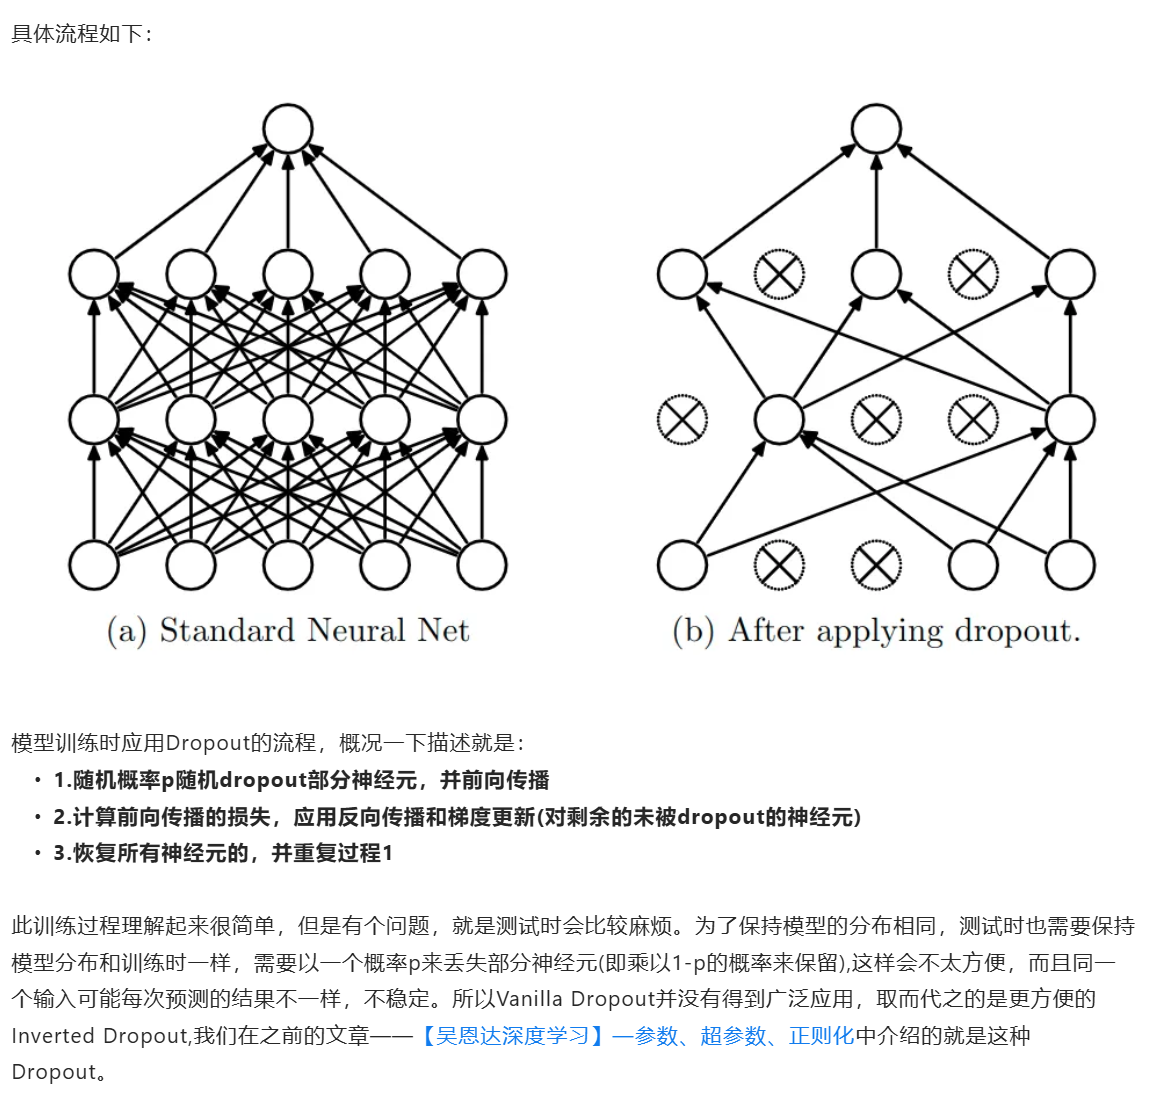 具体流程如下：
(a) Standard Neural Net
(b) After applying dropout.
模型训练时应用Dropout的流程，概况一下描述就是：
• 1.随机概率p随机dropout部分神经元，并前向传播
• 2.计算前向传播的损失，应用反向传播和梯度更新(对剩余的未被dropout的神经元)
• 3.恢复所有神经元的，并重复过程1
此训练过程理解起来很简单，但是有个问题，就是测试时会比较麻烦。为了保持模型的分布相同，测试时也需要保持
模型分布和训练时一样，需要以一个概率p来丢失部分神经元(即乘以1-p的概率来保留),这样会不太方便，而且同一
个输入可能每次预测的结果不一样，不稳定。所以Vanilla Dropout并没有得到广泛应用，取而代之的是更方便的
Inverted Dropout,我们在之前的文章——【吴恩达深度学习】—参数、超参数、正则化中介绍的就是这种
Dropout。